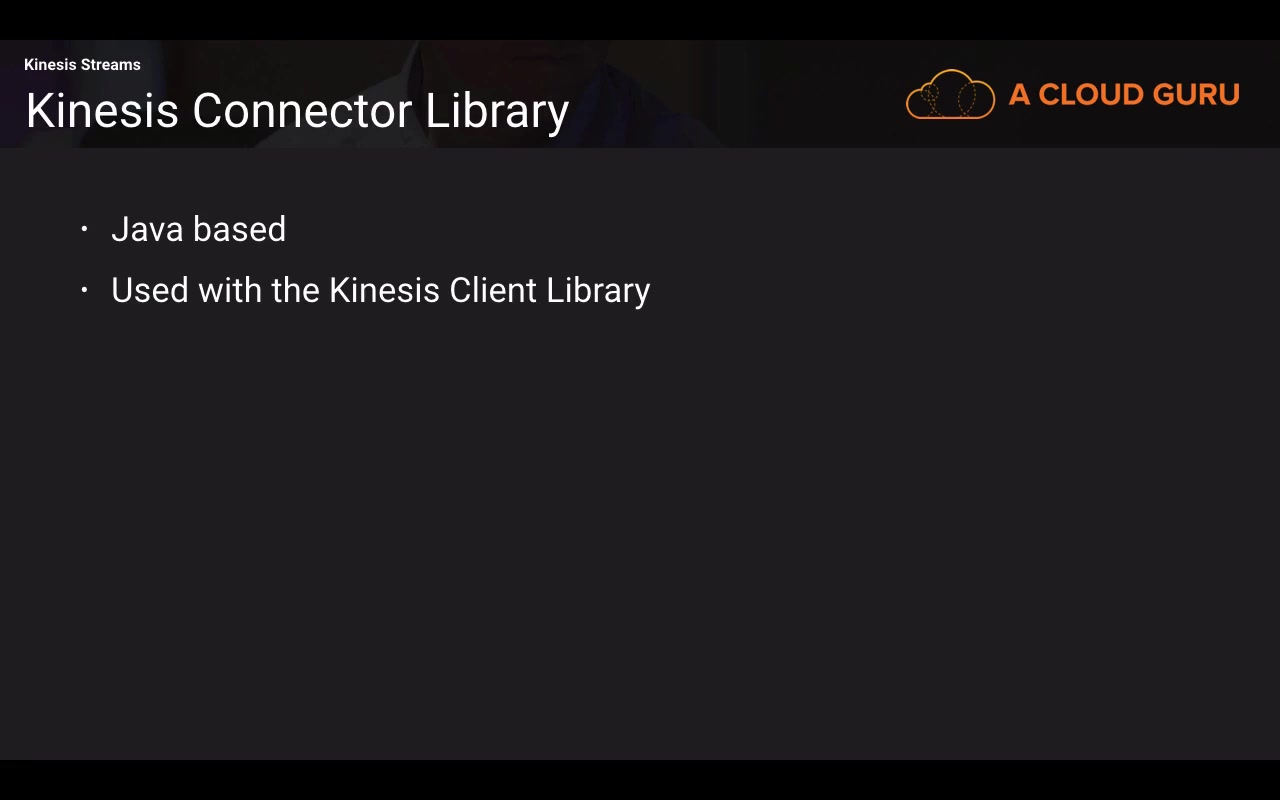 Kinesis Streams
Kinesis Connector Library
A CLOUD GURU
• Java based
• Used with the Kinesis Client Library